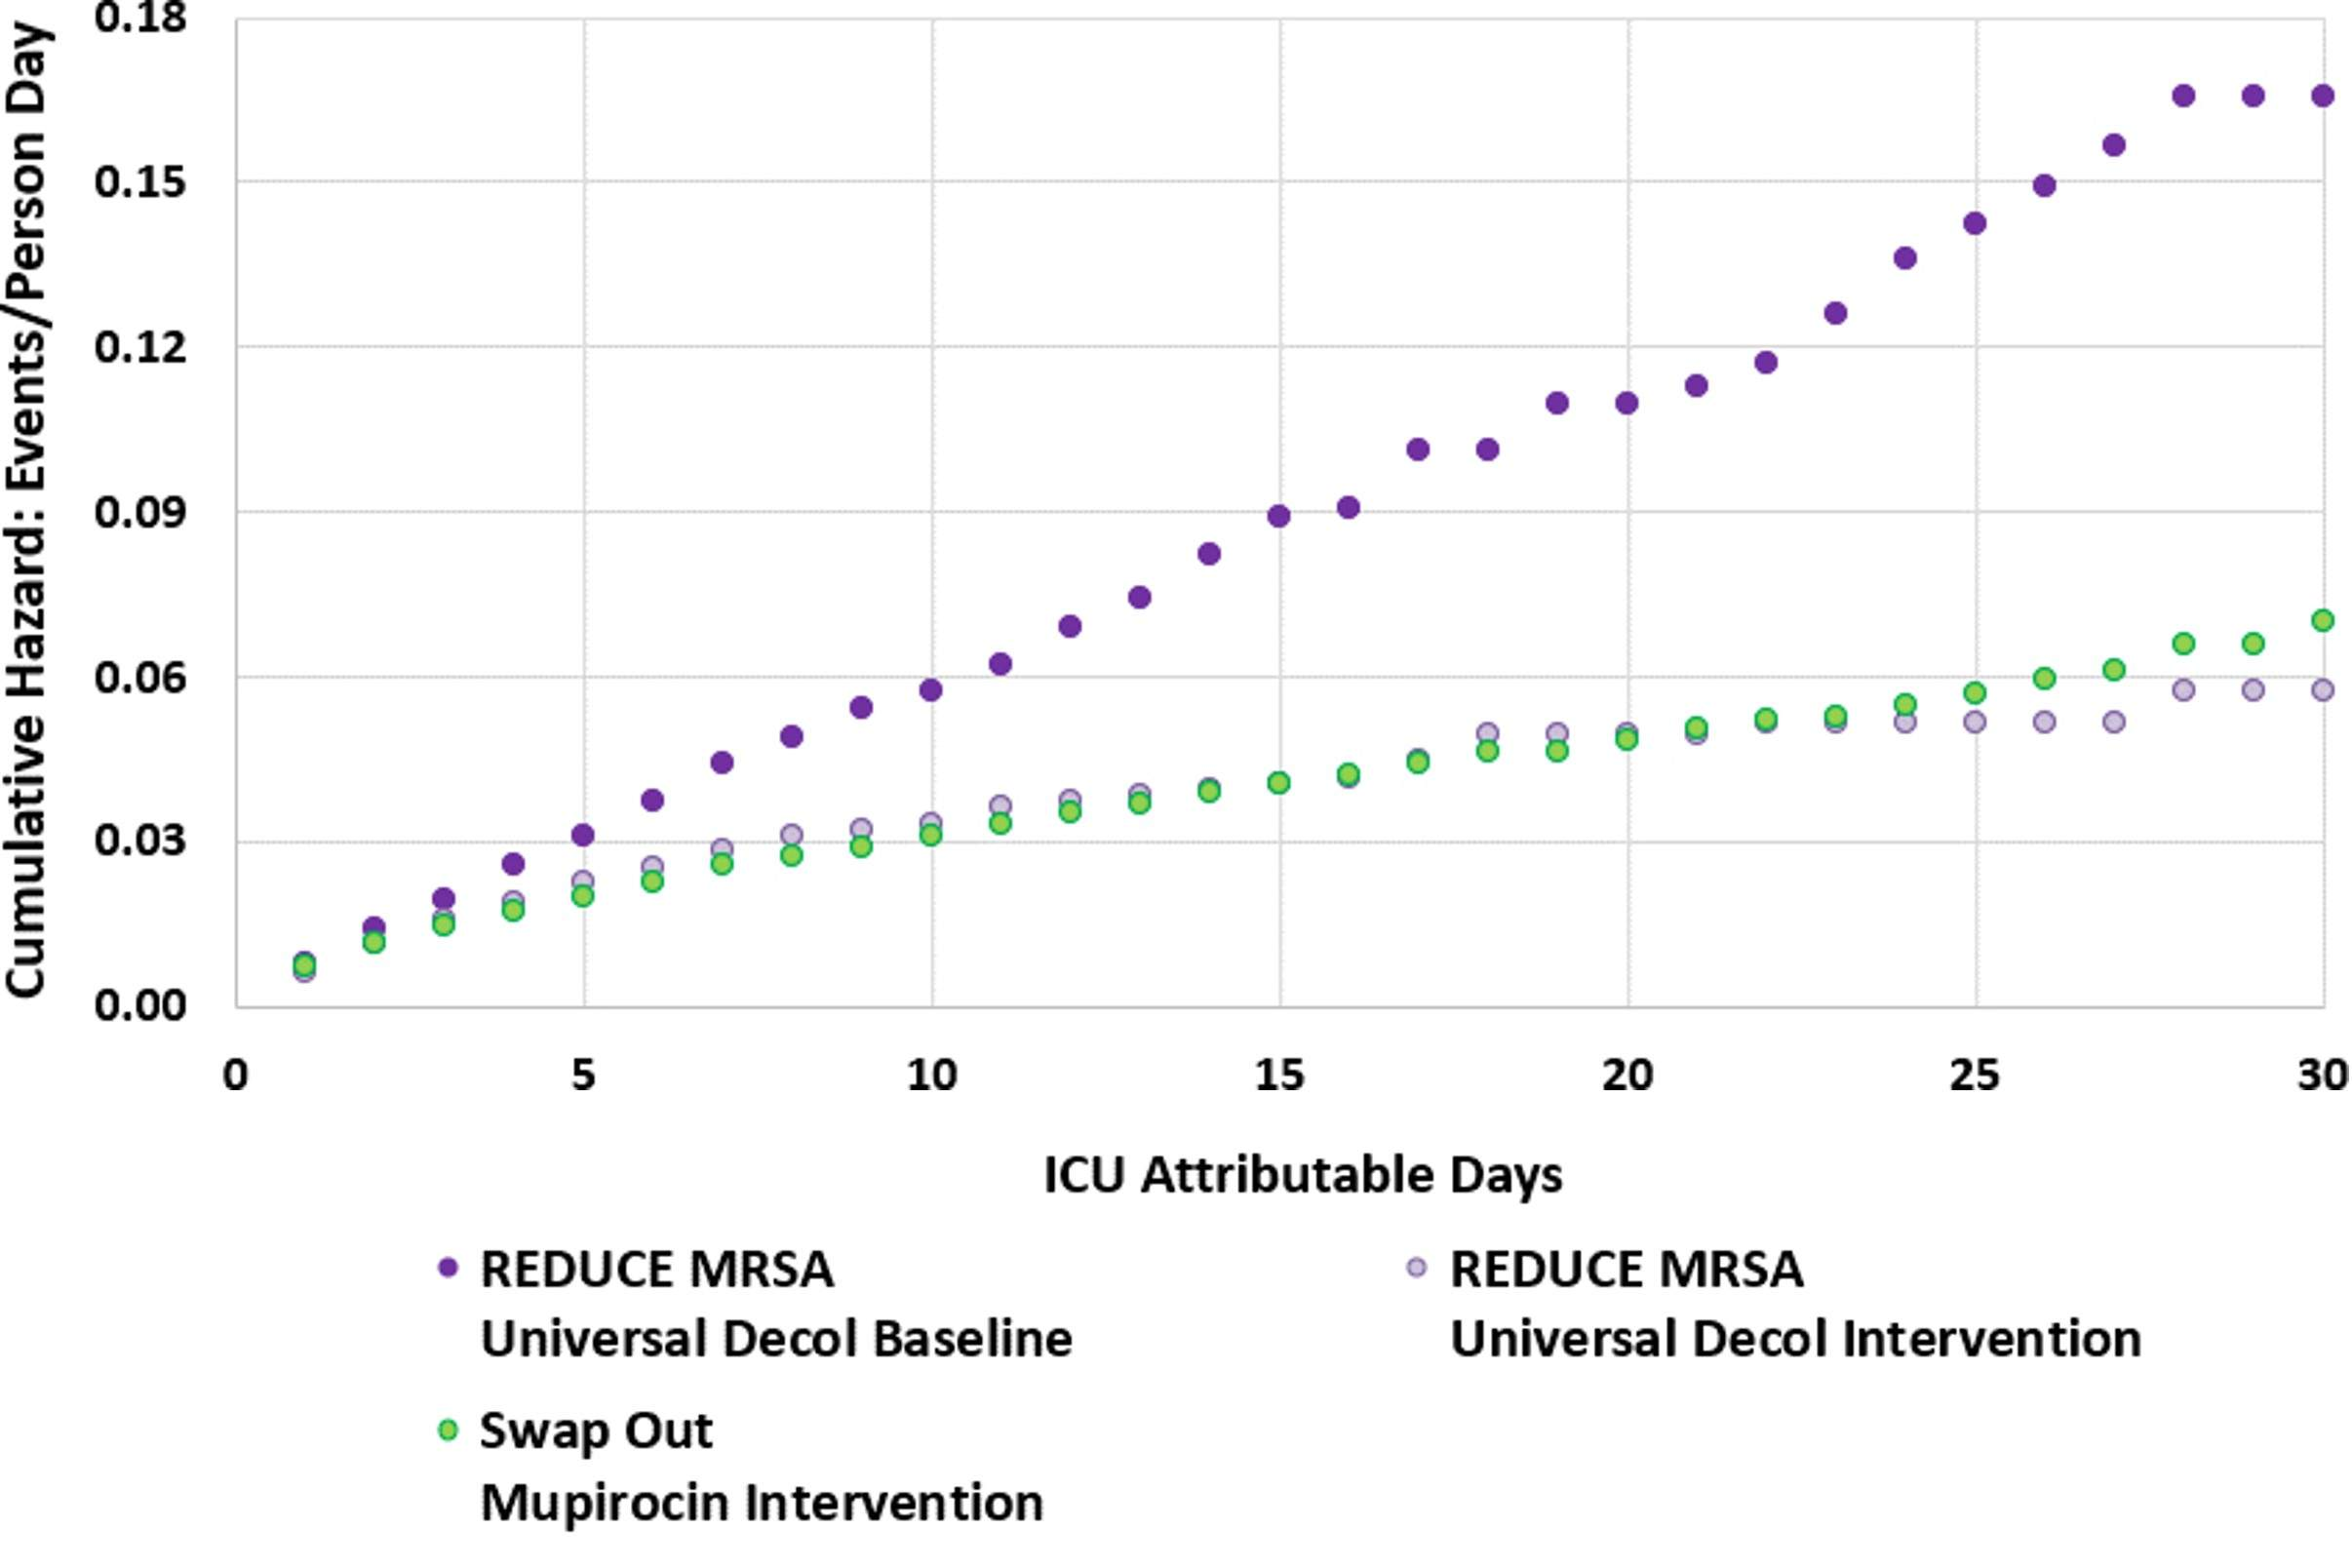 Cumulative Hazard: Events/Person Day
0.18
0.15
0.12
0.09
0.06
0.03
0.00
0 5 10 15 20 25 30
ICU Attributable Days
REDUCE MRSA
Universal Decol Baseline
REDUCE MRSA
Universal Decol Intervention
Swap Out
Mupirocin Intervention